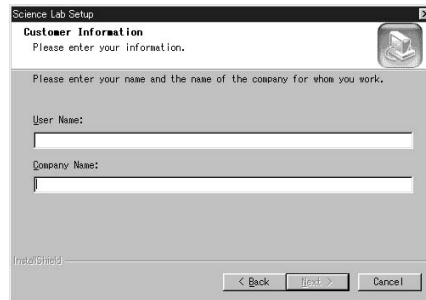 Science Lab Setup
Customer Information
Please enter your information.
Please enter your name and the name of the company for whom you work.
User Name:
Company Name:
InstallShield
< Back
Next >
Cancel